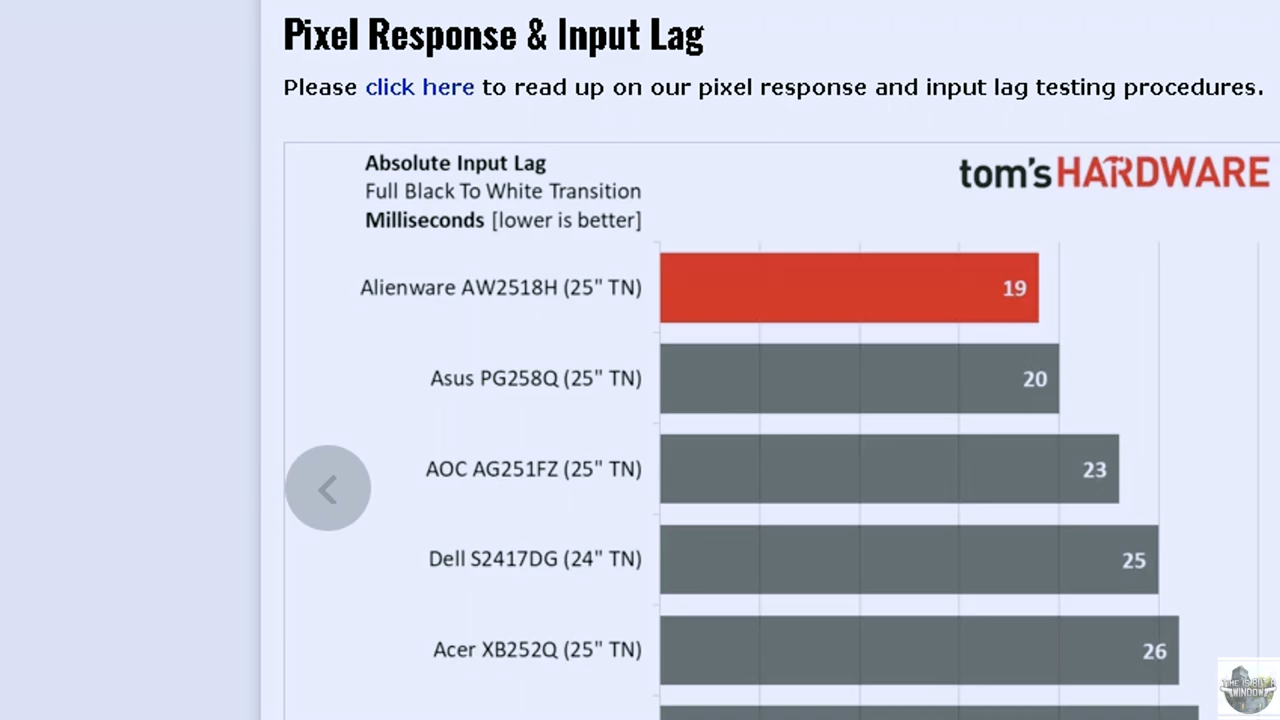 Pixel Response & Input Lag
Please click here to read up on our pixel response and input lag testing procedures.
Absolute Input Lag
Full Black To White Transition
Milliseconds [lower is better]
tom's HARDWARE
Alienware AW2518H (25" TN)
19
Asus PG258Q (25" TN)
20
AOC AG251FZ (25" TN)
23
Dell S2417DG (24" TN)
25
Acer XB252Q (25" TN)
26
WINDOW